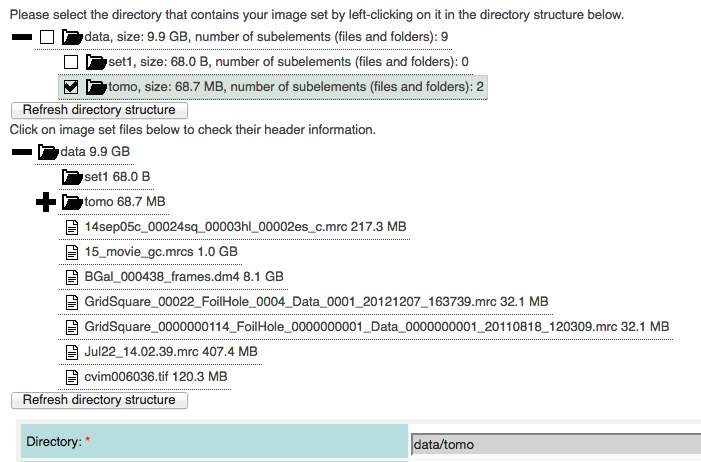 Please select the directory that contains your image set by left-clicking on it in the directory structure below.
data, size: 9.9 GB, number of subelements (files and folders): 9
set1, size: 68.0 B, number of subelements (files and folders): 0
tomo, size: 68.7 MB, number of subelements (files and folders): 2
Refresh directory structure
Click on image set files below to check their header information.
data 9.9 GB
set1 68.0 B
tomo 68.7 MB
14sep05c_00024sq_00003hl_00002es_c.mrc 217.3 MB
15_movie_gc.mrcs 1.0 GB
BGal_000438_frames.dm4 8.1 GB
GridSquare_00022_FoilHole_0004_Data_0001_20121207_163739.mrc 32.1 MB
GridSquare_0000000114_FoilHole_0000000001_Data_0000000001_20110818_120309.mrc 32.1 MB
Jul22_14.02.39.mrc 407.4 MB
cvim006036.tif 120.3 MB
Refresh directory structure
Directory: * data/tomo